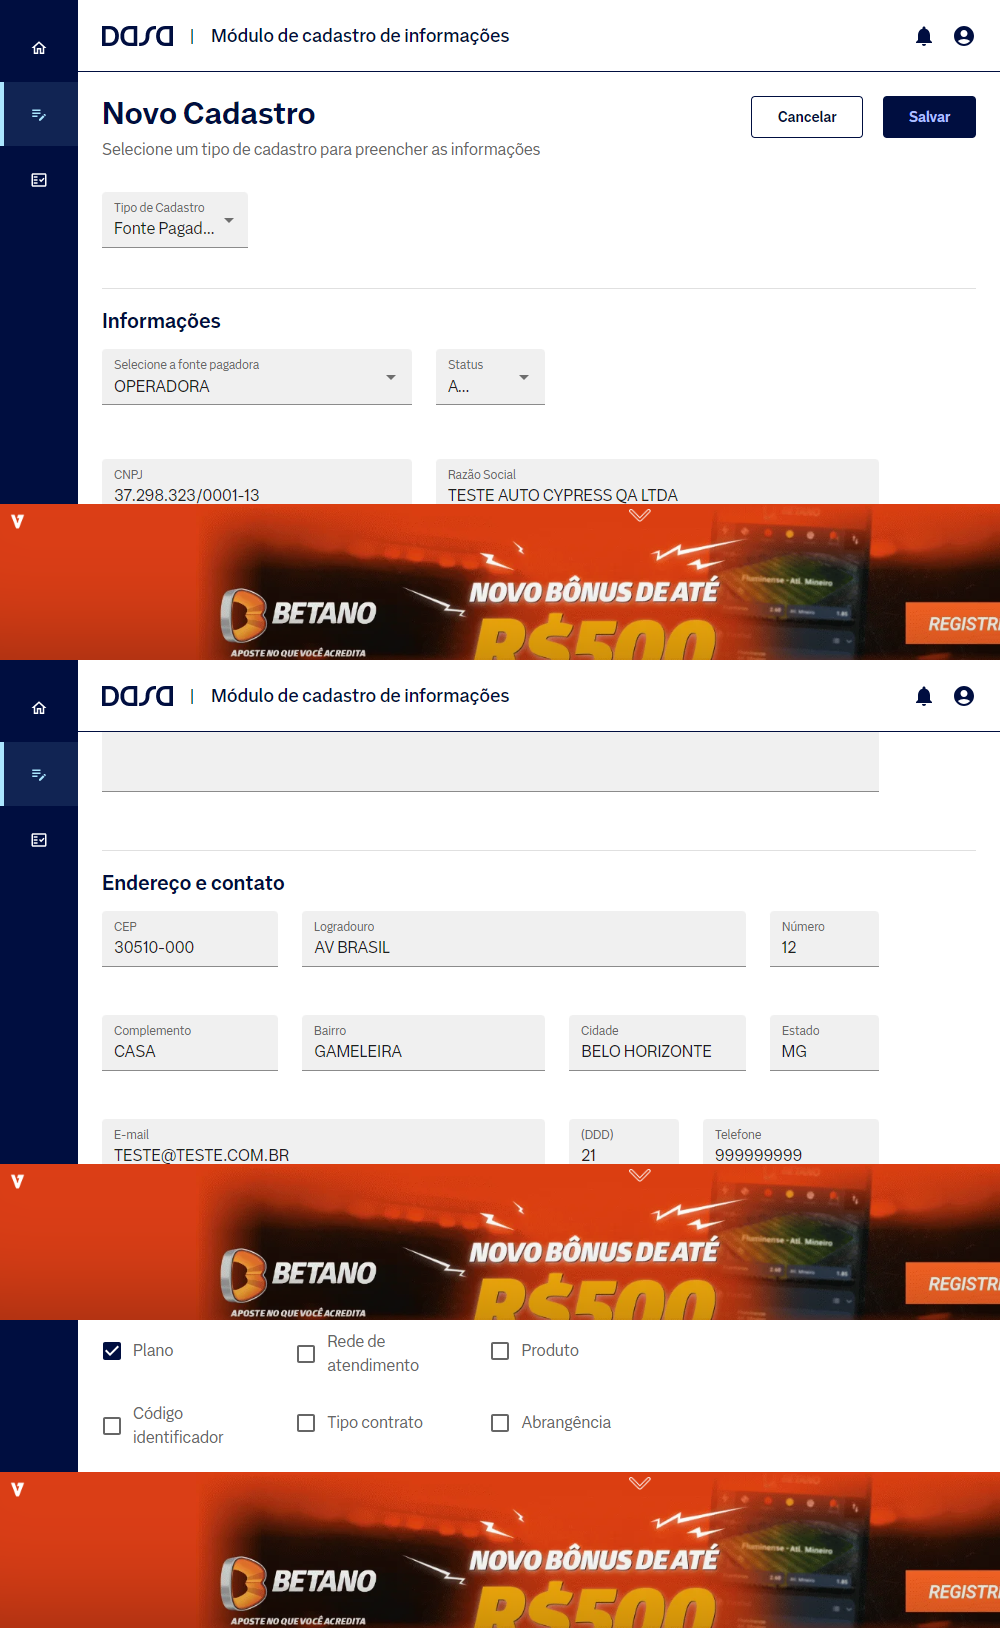 DASA | Módulo de cadastro de informações
Novo Cadastro
Cancelar
Salvar
Selecione um tipo de cadastro para preencher as informações
Tipo de Cadastro
Fonte Pagad...
Informações
Selecione a fonte pagadora
OPERADORA
Status
A...
CNPJ
37.298.323/0001-13
Razão Social
TESTE AUTO CYPRESS QA LTDA
V
NOVO BÔNUS DE ATÉ
R$500
BETANO
APOSTE NO QUE VOCÊ ACREDITA
Fluminense - Atl. Mineiro
REGISTR
DASA | Módulo de cadastro de informações
Endereço e contato
CEP
30510-000
Logradouro
AV BRASIL
Número
12
Complemento
CASA
Bairro
GAMELEIRA
Cidade
BELO HORIZONTE
Estado
MG
E-mail
TESTE@TESTE.COM.BR
(DDD)
21
Telefone
999999999
V
NOVO BÔNUS DE ATÉ
R$500
BETANO
APOSTE NO QUE VOCÊ ACREDITA
Fluminense - Atl. Mineiro
REGISTR
Plano
Rede de
atendimento
Produto
Código
identificador
Tipo contrato
Abrangência
V
NOVO BÔNUS DE ATÉ
R$500
BETANO
APOSTE NO QUE VOCÊ ACREDITA
Fluminense - Atl. Mineiro
REGISTR